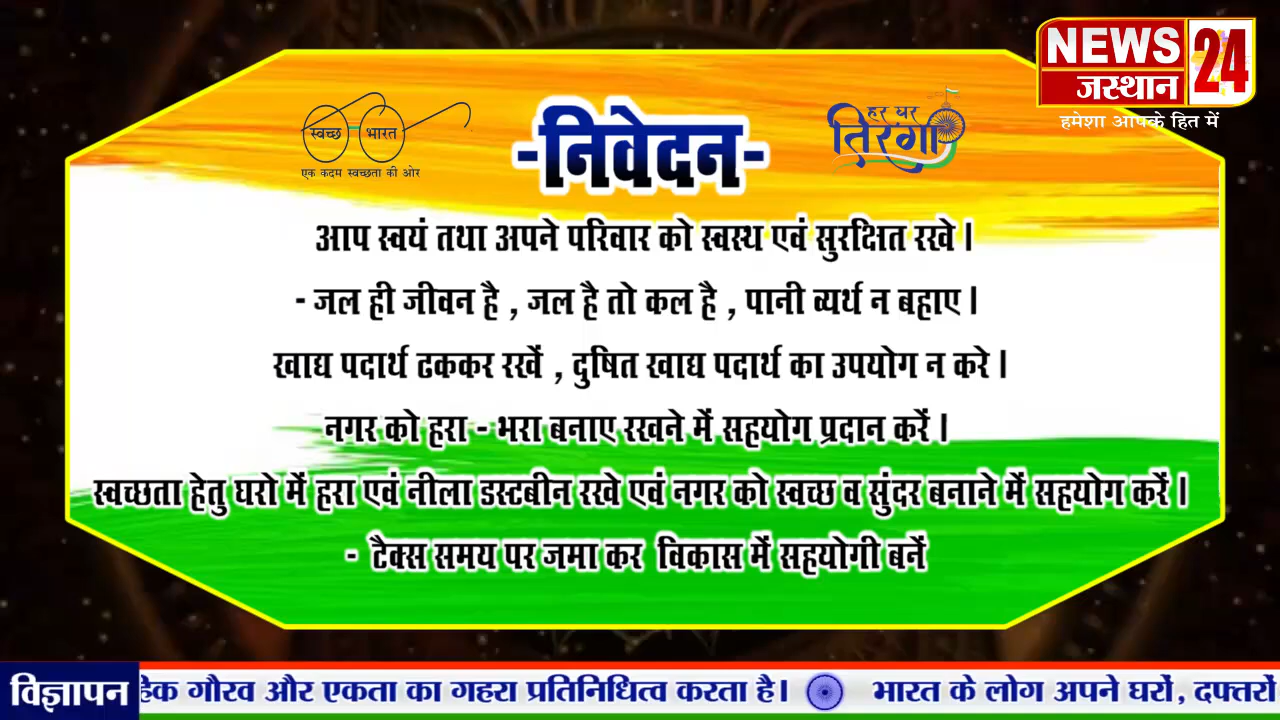 NEWS 24
जस्थान
हमेशा आपके हित में
स्वच्छ भारत
एक कदम स्वच्छता की ओर
-निवेदन-
हर घर
तिरंगा
आप स्वयं तथा अपने परिवार को स्वस्थ एवं सुरक्षित रखे ।
- जल ही जीवन है , जल है तो कल है , पानी व्यर्थ न बहाए ।
खाद्य पदार्थ ढककर रखें , दुषित खाद्य पदार्थ का उपयोग न करे ।
नगर को हरा - भरा बनाए रखने में सहयोग प्रदान करें ।
स्वच्छता हेतु घरो में हरा एवं नीला डस्टबीन रखे एवं नगर को स्वच्छ व सुंदर बनाने में सहयोग करें ।
- टैक्स समय पर जमा कर विकास में सहयोगी बनें
विज्ञापन
गौरव और एकता का गहरा प्रतिनिधित्व करता है। भारत के लोग अपने घरों, दफ्तरों